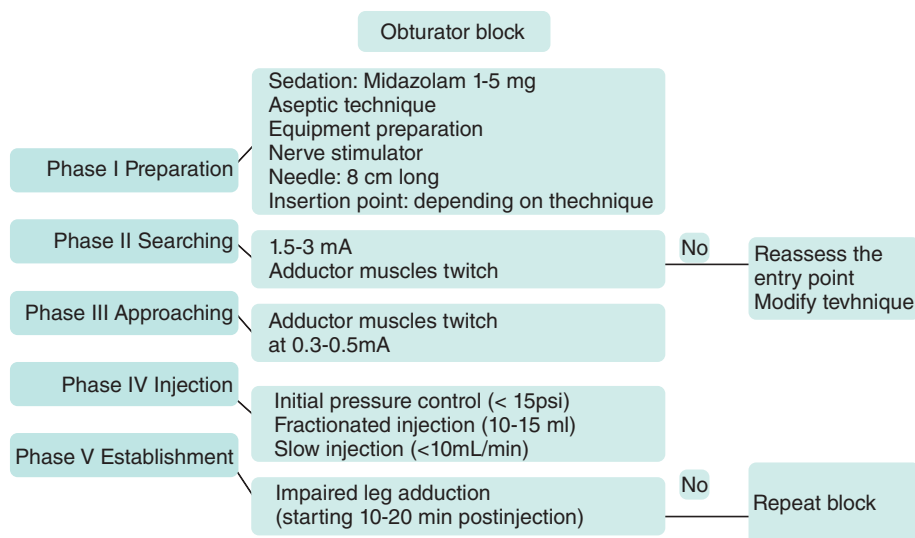 Obturator block
Phase I Preparation
Sedation: Midazolam 1-5 mg
Aseptic technique
Equipment preparation
Nerve stimulator
Needle: 8 cm long
Insertion point: depending on thechnique
Phase II Searching
1.5-3 mA
Adductor muscles twitch
No
Reassess the
entry point
Modify tevhnique
Phase III Approaching
Adductor muscles twitch
at 0.3-0.5mA
Phase IV Injection
Initial pressure control (< 15psi)
Fractionated injection (10-15 ml)
Slow injection (<10mL/min)
Phase V Establishment
Impaired leg adduction
(starting 10-20 min postinjection)
No
Repeat block